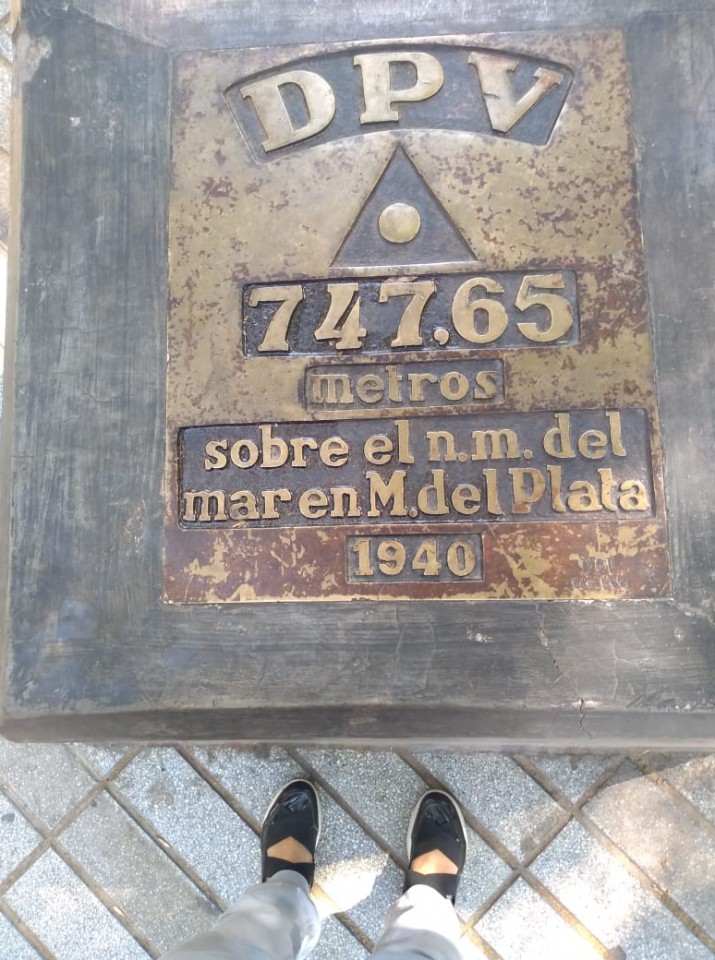 DPV
747,65
metros
sobre el n.m. del
mar en M. del Plata
1940